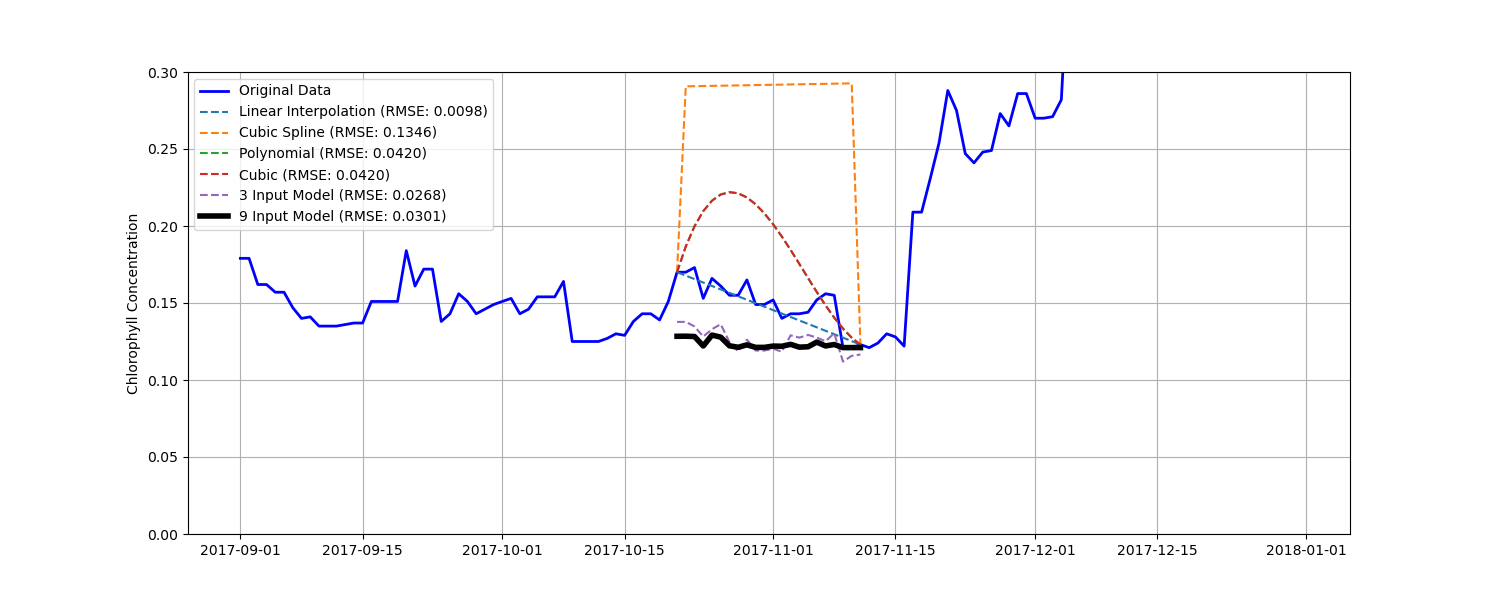 Original Data
Linear Interpolation (RMSE: 0.0098)
Cubic Spline (RMSE: 0.1346)
Polynomial (RMSE: 0.0420)
Cubic (RMSE: 0.0420)
3 Input Model (RMSE: 0.0268)
9 Input Model (RMSE: 0.0301)
Chlorophyll Concentration
0.30
0.25
0.20
0.15
0.10
0.05
0.00
2017-09-01 2017-09-15 2017-10-01 2017-10-15 2017-11-01 2017-11-15 2017-12-01 2017-12-15 2018-01-01